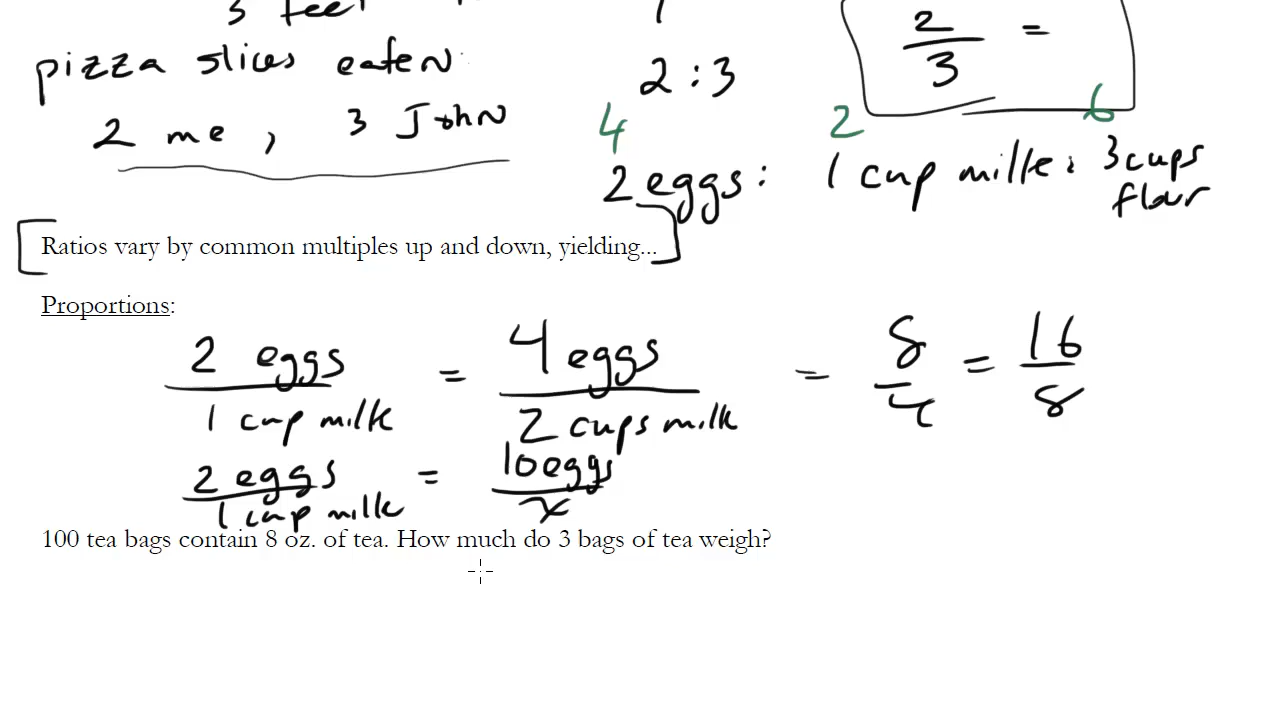 3 feet
pizza slices eaten
2 me, 3 John
2 : 3
2/3 =
4 2 6
2 eggs : 1 cup milk : 3 cups flour
Ratios vary by common multiples up and down, yielding...
Proportions:
2 eggs / 1 cup milk = 4 eggs / 2 cups milk = 8/4 = 16/8
2 eggs / 1 cup milk = 10 eggs / x
100 tea bags contain 8 oz. of tea. How much do 3 bags of tea weigh?